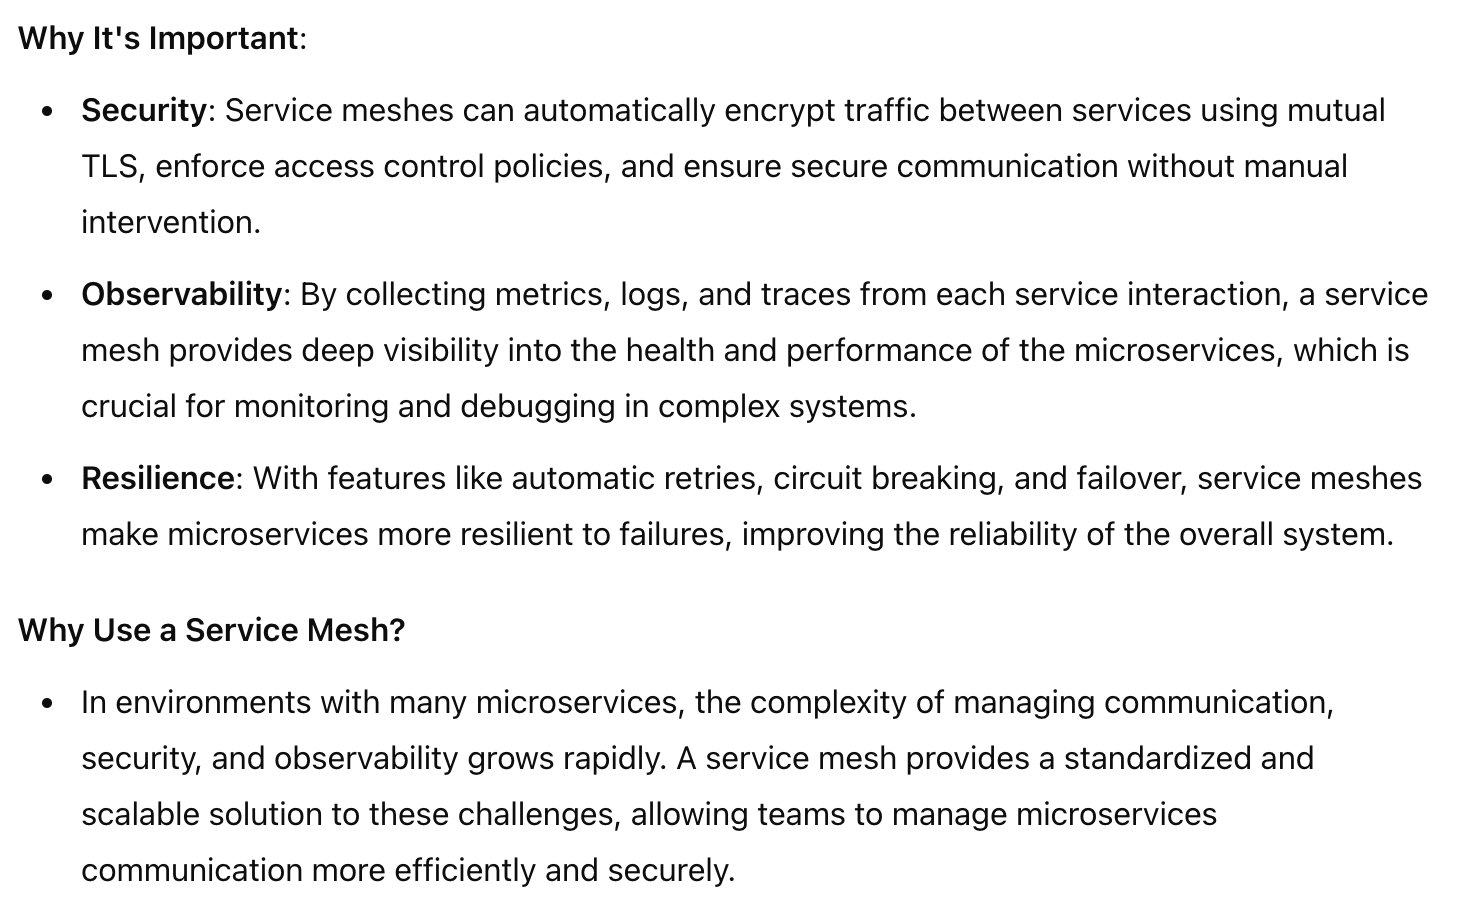 Why It's Important:
• Security: Service meshes can automatically encrypt traffic between services using mutual
TLS, enforce access control policies, and ensure secure communication without manual
intervention.
• Observability: By collecting metrics, logs, and traces from each service interaction, a service
mesh provides deep visibility into the health and performance of the microservices, which is
crucial for monitoring and debugging in complex systems.
• Resilience: With features like automatic retries, circuit breaking, and failover, service meshes
make microservices more resilient to failures, improving the reliability of the overall system.
Why Use a Service Mesh?
• In environments with many microservices, the complexity of managing communication,
security, and observability grows rapidly. A service mesh provides a standardized and
scalable solution to these challenges, allowing teams to manage microservices
communication more efficiently and securely.